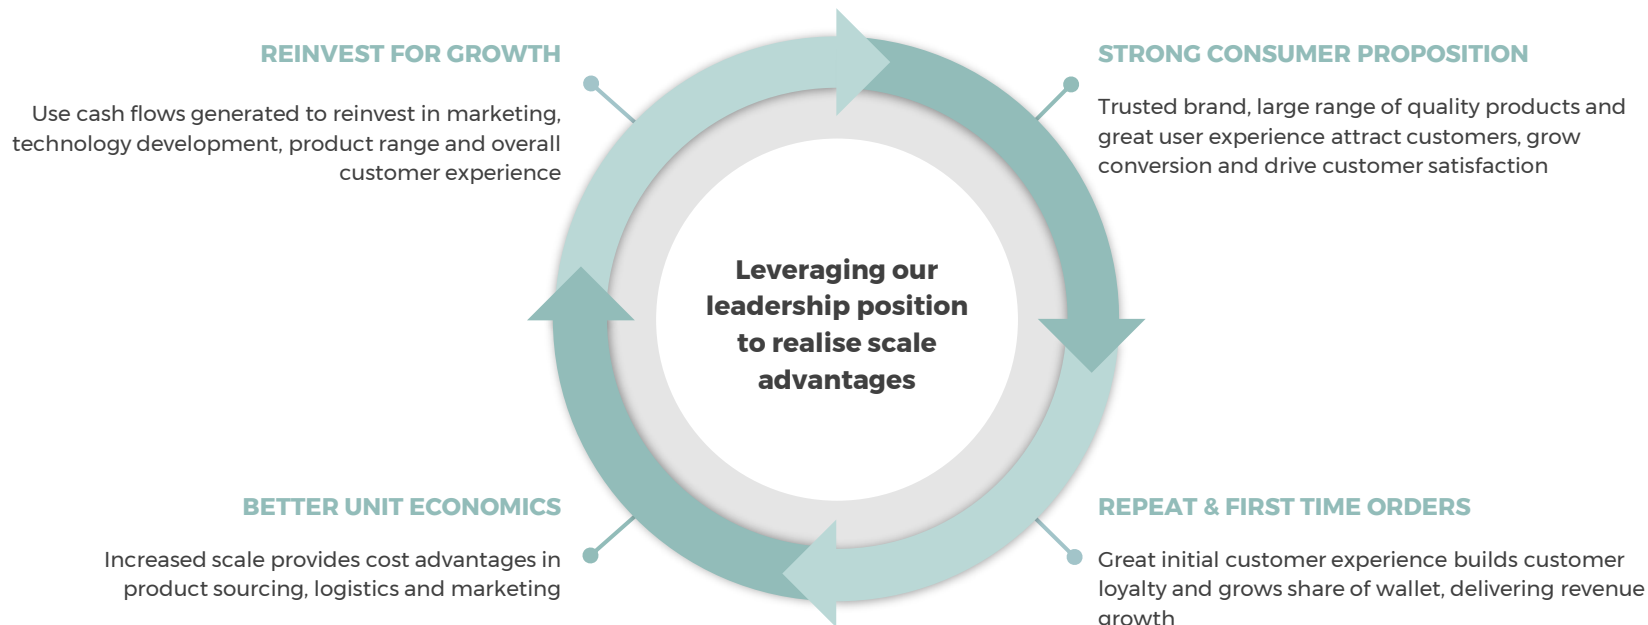 REINVEST FOR GROWTH
Use cash flows generated to reinvest in marketing,
technology development, product range and overall
customer experience
STRONG CONSUMER PROPOSITION
Trusted brand, large range of quality products and
great user experience attract customers, grow
conversion and drive customer satisfaction
Leveraging our
leadership position
to realise scale
advantages
BETTER UNIT ECONOMICS
Increased scale provides cost advantages in
product sourcing, logistics and marketing
REPEAT & FIRST TIME ORDERS
Great initial customer experience builds customer
loyalty and grows share of wallet, delivering revenue
growth